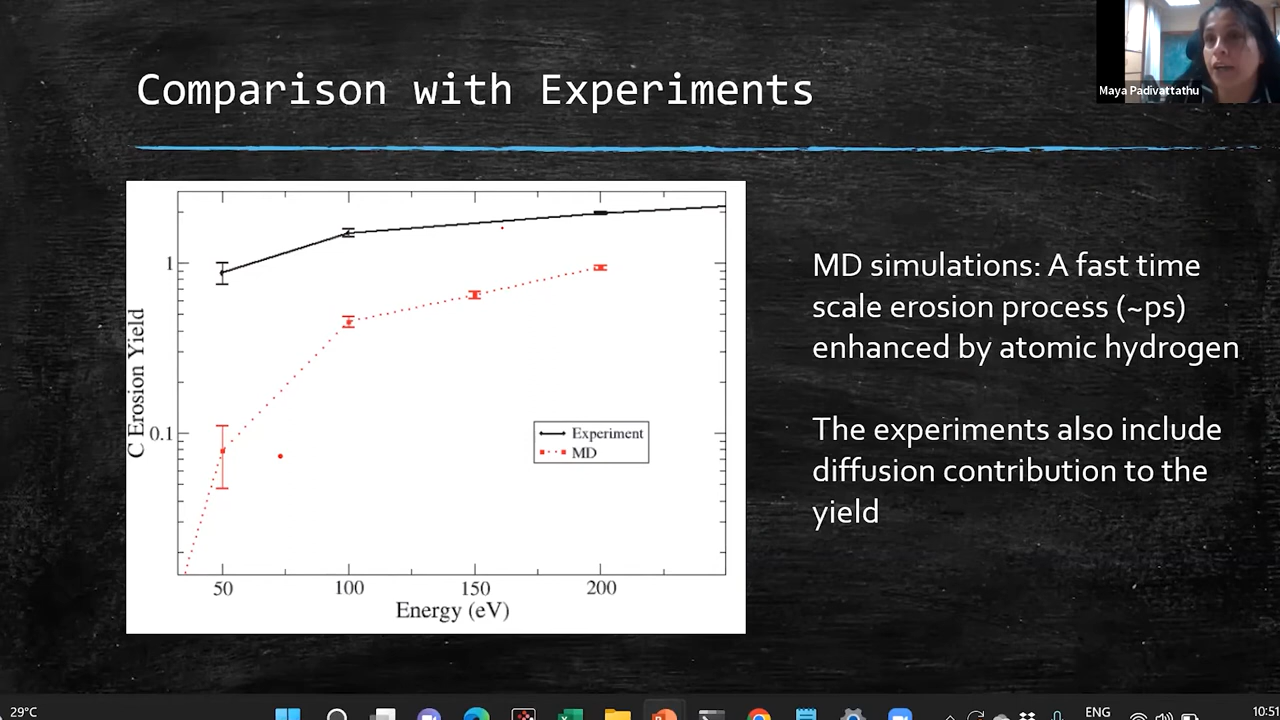 Maya Padivattathu
Comparison with Experiments
C Erosion Yield
1
0.1
50
100
150
200
Energy (eV)
Experiment
MD
MD simulations: A fast time
scale erosion process (~ps)
enhanced by atomic hydrogen
The experiments also include
diffusion contribution to the
yield
29°C
ENG
10:51